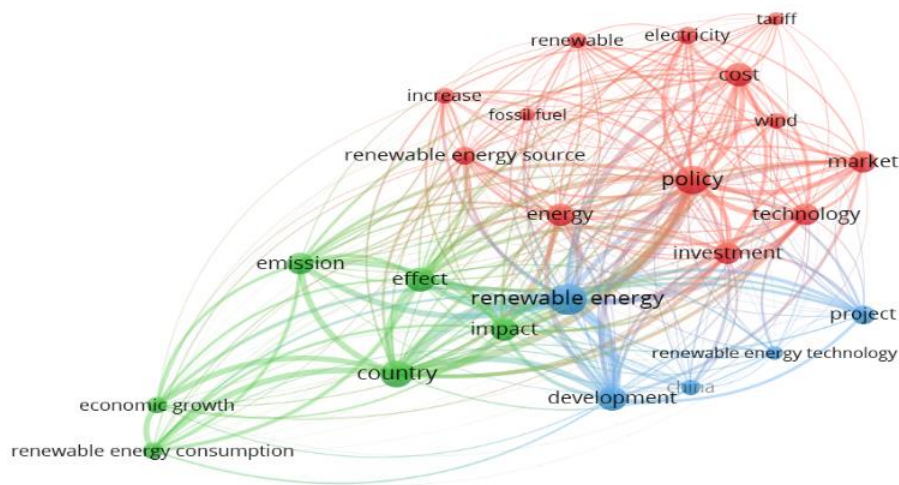 tariff
electricity
renewable
cost
increase
fossil fuel
wind
renewable energy source
market
policy
energy
technology
investment
emission
effect
renewable energy
project
impact
renewable energy technology
country
china
development
economic growth
renewable energy consumption